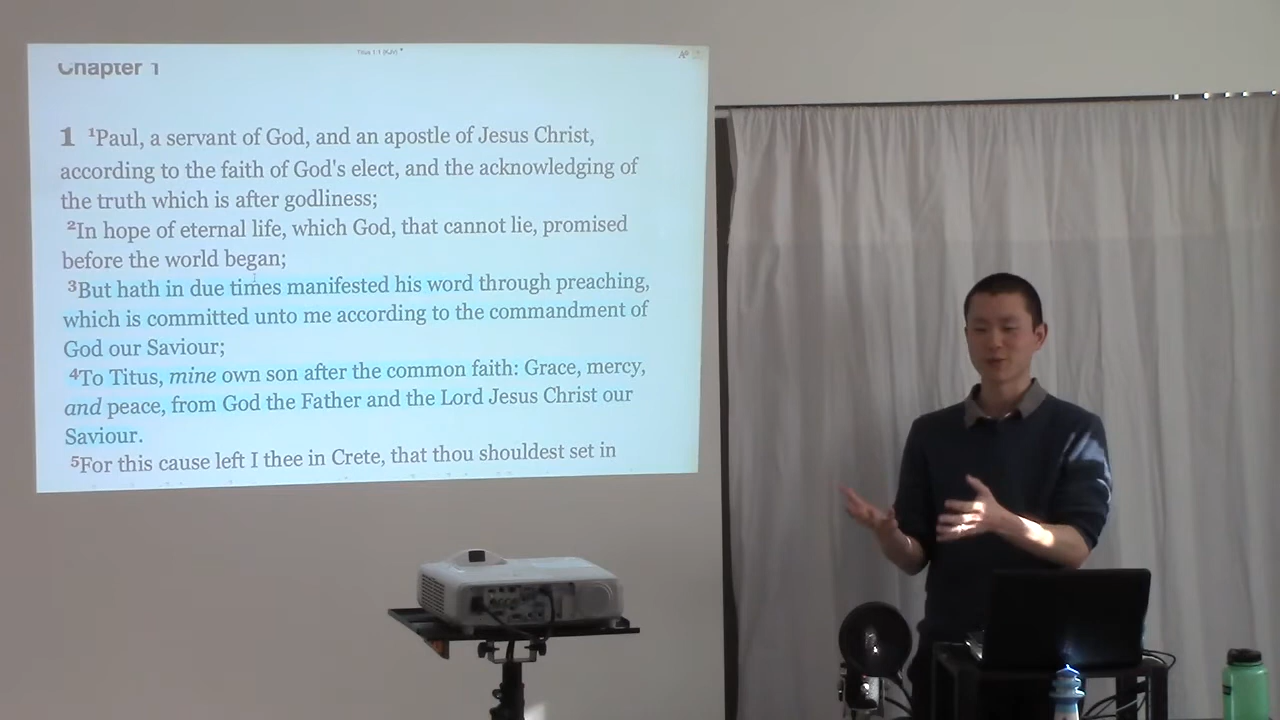 Titus 1:1 (KJV)
Chapter 1
1 ¹Paul, a servant of God, and an apostle of Jesus Christ,
according to the faith of God's elect, and the acknowledging of
the truth which is after godliness;
²In hope of eternal life, which God, that cannot lie, promised
before the world began;
³But hath in due times manifested his word through preaching,
which is committed unto me according to the commandment of
God our Saviour;
⁴To Titus, mine own son after the common faith: Grace, mercy,
and peace, from God the Father and the Lord Jesus Christ our
Saviour.
⁵For this cause left I thee in Crete, that thou shouldest set in